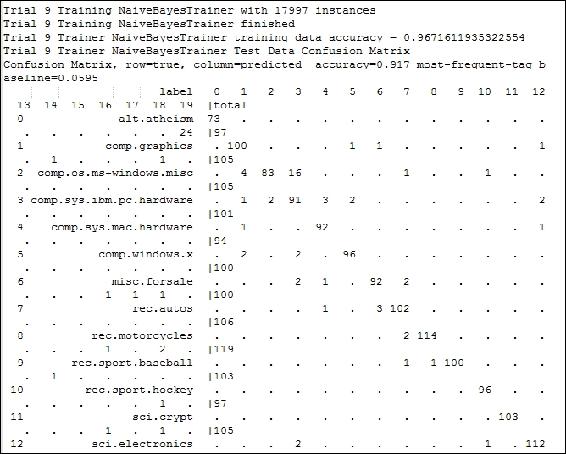 Trial 9 Training NaiveBayesTrainer with 17997 instances
Trial 9 Training NaiveBayesTrainer finished
Trial 9 Trainer NaiveBayesTrainer training data accuracy = 0.9671611935322554
Trial 9 Trainer NaiveBayesTrainer Test Data Confusion Matrix
Confusion Matrix, row=true, column=predicted  accuracy=0.917 most-frequent-tag b
aseline=0.0595
label   0   1   2   3   4   5   6   7   8   9  10  11  12
13  14  15  16  17  18  19  |total
0   alt.atheism  73   .   .   .   .   .   .   .   .   .   .   .   .
.   .   .   .   .   .  24  |97
1   comp.graphics   . 100   .   .   .   1   1   .   .   .   .   .   1
.   1   .   .   .   1   .  |105
2   comp.os.ms-windows.misc   .   4  83  16   .   .   .   1   .   .   1   .   .
.   .   .   .   .   .   .  |105
3   comp.sys.ibm.pc.hardware   .   1   2  91   3   2   .   .   .   .   .   .   2
.   .   .   .   .   .   .  |101
4   comp.sys.mac.hardware   .   1   .   .  92   .   .   .   .   .   .   .   1
.   .   .   .   .   .   .  |94
5   comp.windows.x   .   2   .   2   .  96   .   .   .   .   .   .   .
.   .   .   .   .   .   .  |100
6   misc.forsale   .   .   .   2   1   .  92   2   .   .   .   .   .
.   .   .   1   1   1   .  |100
7   rec.autos   .   .   .   .   1   .   3 102   .   .   .   .   .
.   .   .   .   .   .   .  |106
8   rec.motorcycles   .   .   .   .   .   .   .   2 114   .   .   .   .
.   .   .   1   .   2   .  |119
9   rec.sport.baseball   .   .   .   .   .   .   .   1   1 100   .   .   .
.   1   .   .   .   .   .  |103
10   rec.sport.hockey   .   .   .   .   .   .   .   .   .   .  96   .   .
.   .   .   .   .   1   .  |97
11   sci.crypt   .   .   .   .   .   .   .   .   .   .   . 103   .
.   .   .   1   .   1   .  |105
12   sci.electronics   .   .   .   2   .   .   .   .   .   .   1   . 112